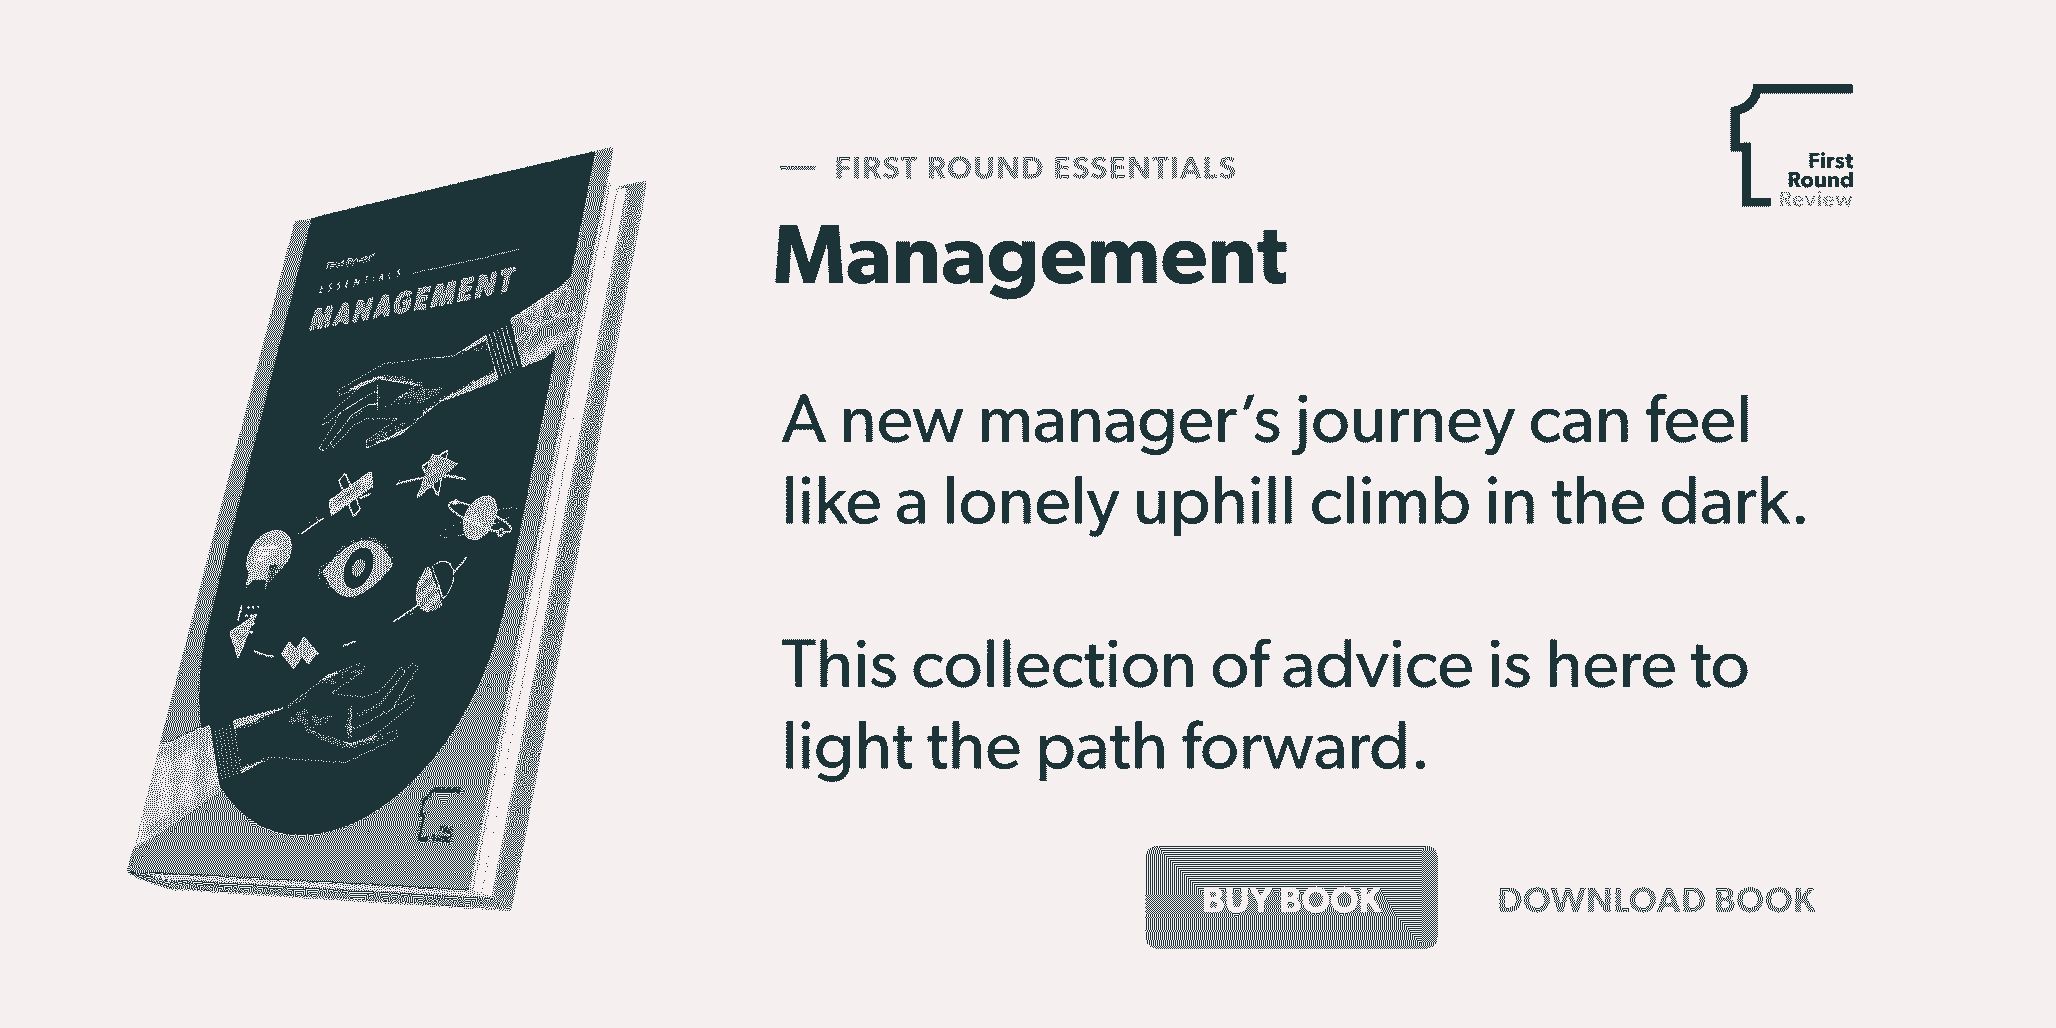 First Round
ESSENTIALS
MANAGEMENT
— FIRST ROUND ESSENTIALS
Management
First
Round
Review
A new manager’s journey can feel
like a lonely uphill climb in the dark.
This collection of advice is here to
light the path forward.
BUY BOOK
DOWNLOAD BOOK